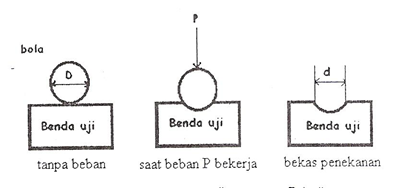 P
bola
D
d
Benda uji
Benda uji
Benda uji
tanpa beban
saat beban P bekerja
bekas penekanan